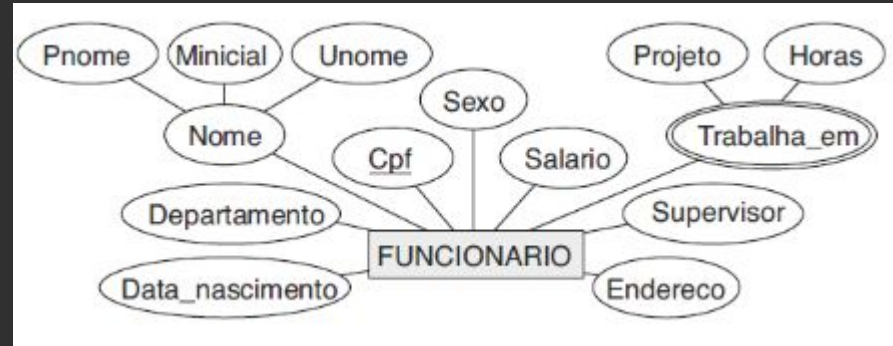 Pnome
Minicial
Unome
Projeto
Horas
Sexo
Nome
Cpf
Salario
Trabalha_em
Departamento
Supervisor
FUNCIONARIO
Data_nascimento
Endereco